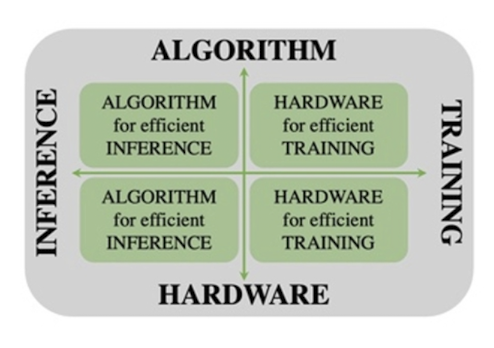 ALGORITHM
INFERENCE
ALGORITHM
for efficient
INFERENCE
HARDWARE
for efficient
TRAINING
TRAINING
ALGORITHM
for efficient
INFERENCE
HARDWARE
for efficient
TRAINING
HARDWARE